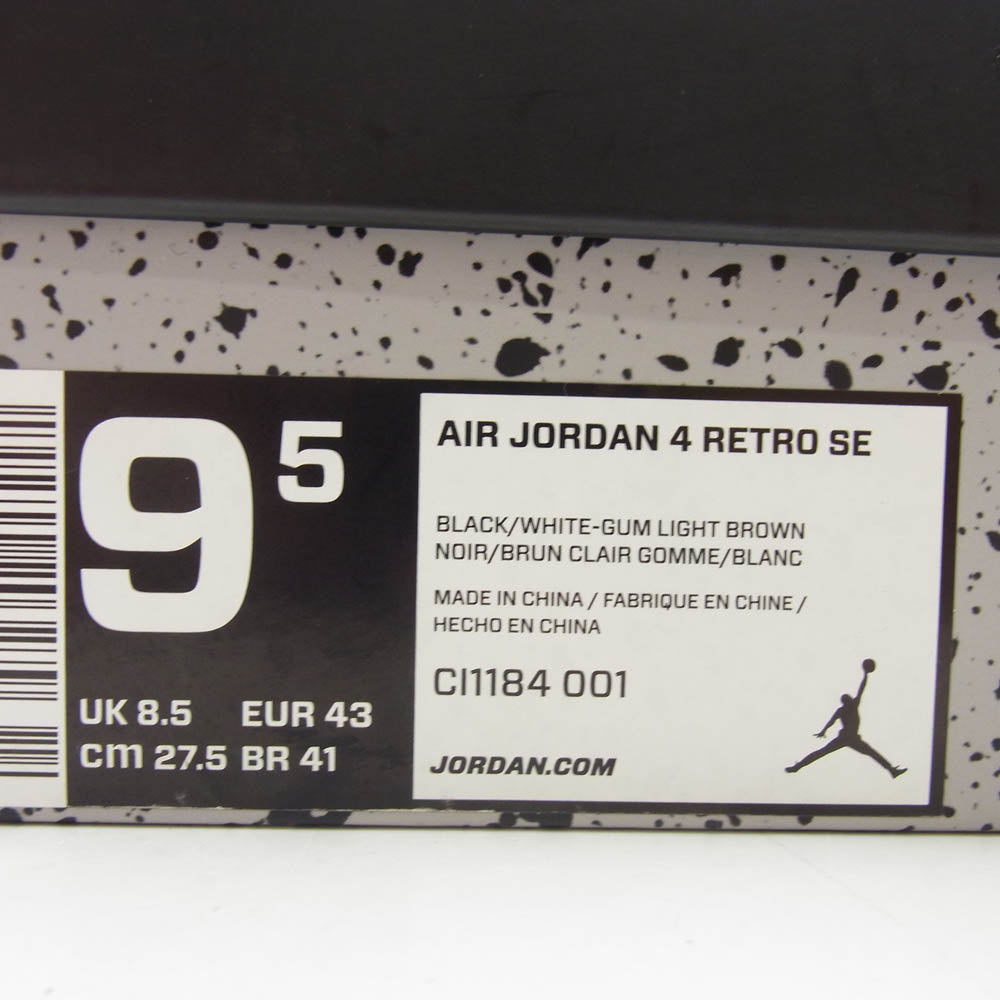 9 5
UK 8.5 EUR 43
cm 27.5 BR 41
AIR JORDAN 4 RETRO SE
BLACK/WHITE-GUM LIGHT BROWN
NOIR/BRUN CLAIR GOMME/BLANC
MADE IN CHINA / FABRIQUE EN CHINE /
HECHO EN CHINA
CI1184 001
JORDAN.COM